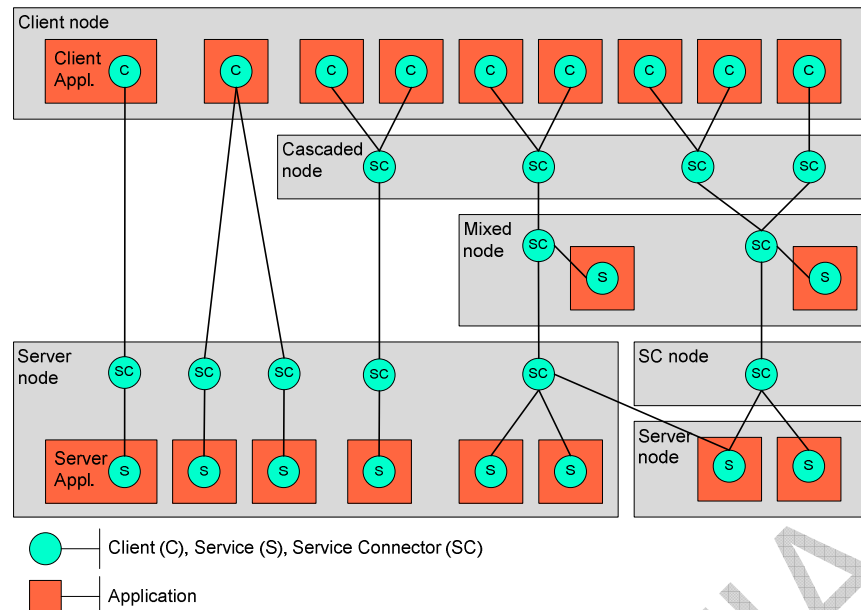 Client node
Client
Appl.
C
C
C
C
C
C
C
C
C
Cascaded
node
SC
SC
SC
SC
Mixed
node
SC
S
SC
S
Server
node
SC
SC
SC
SC
SC
SC node
SC
Server
Appl.
S
S
S
S
S
S
Server
node
S
S
Client (C), Service (S), Service Connector (SC)
Application